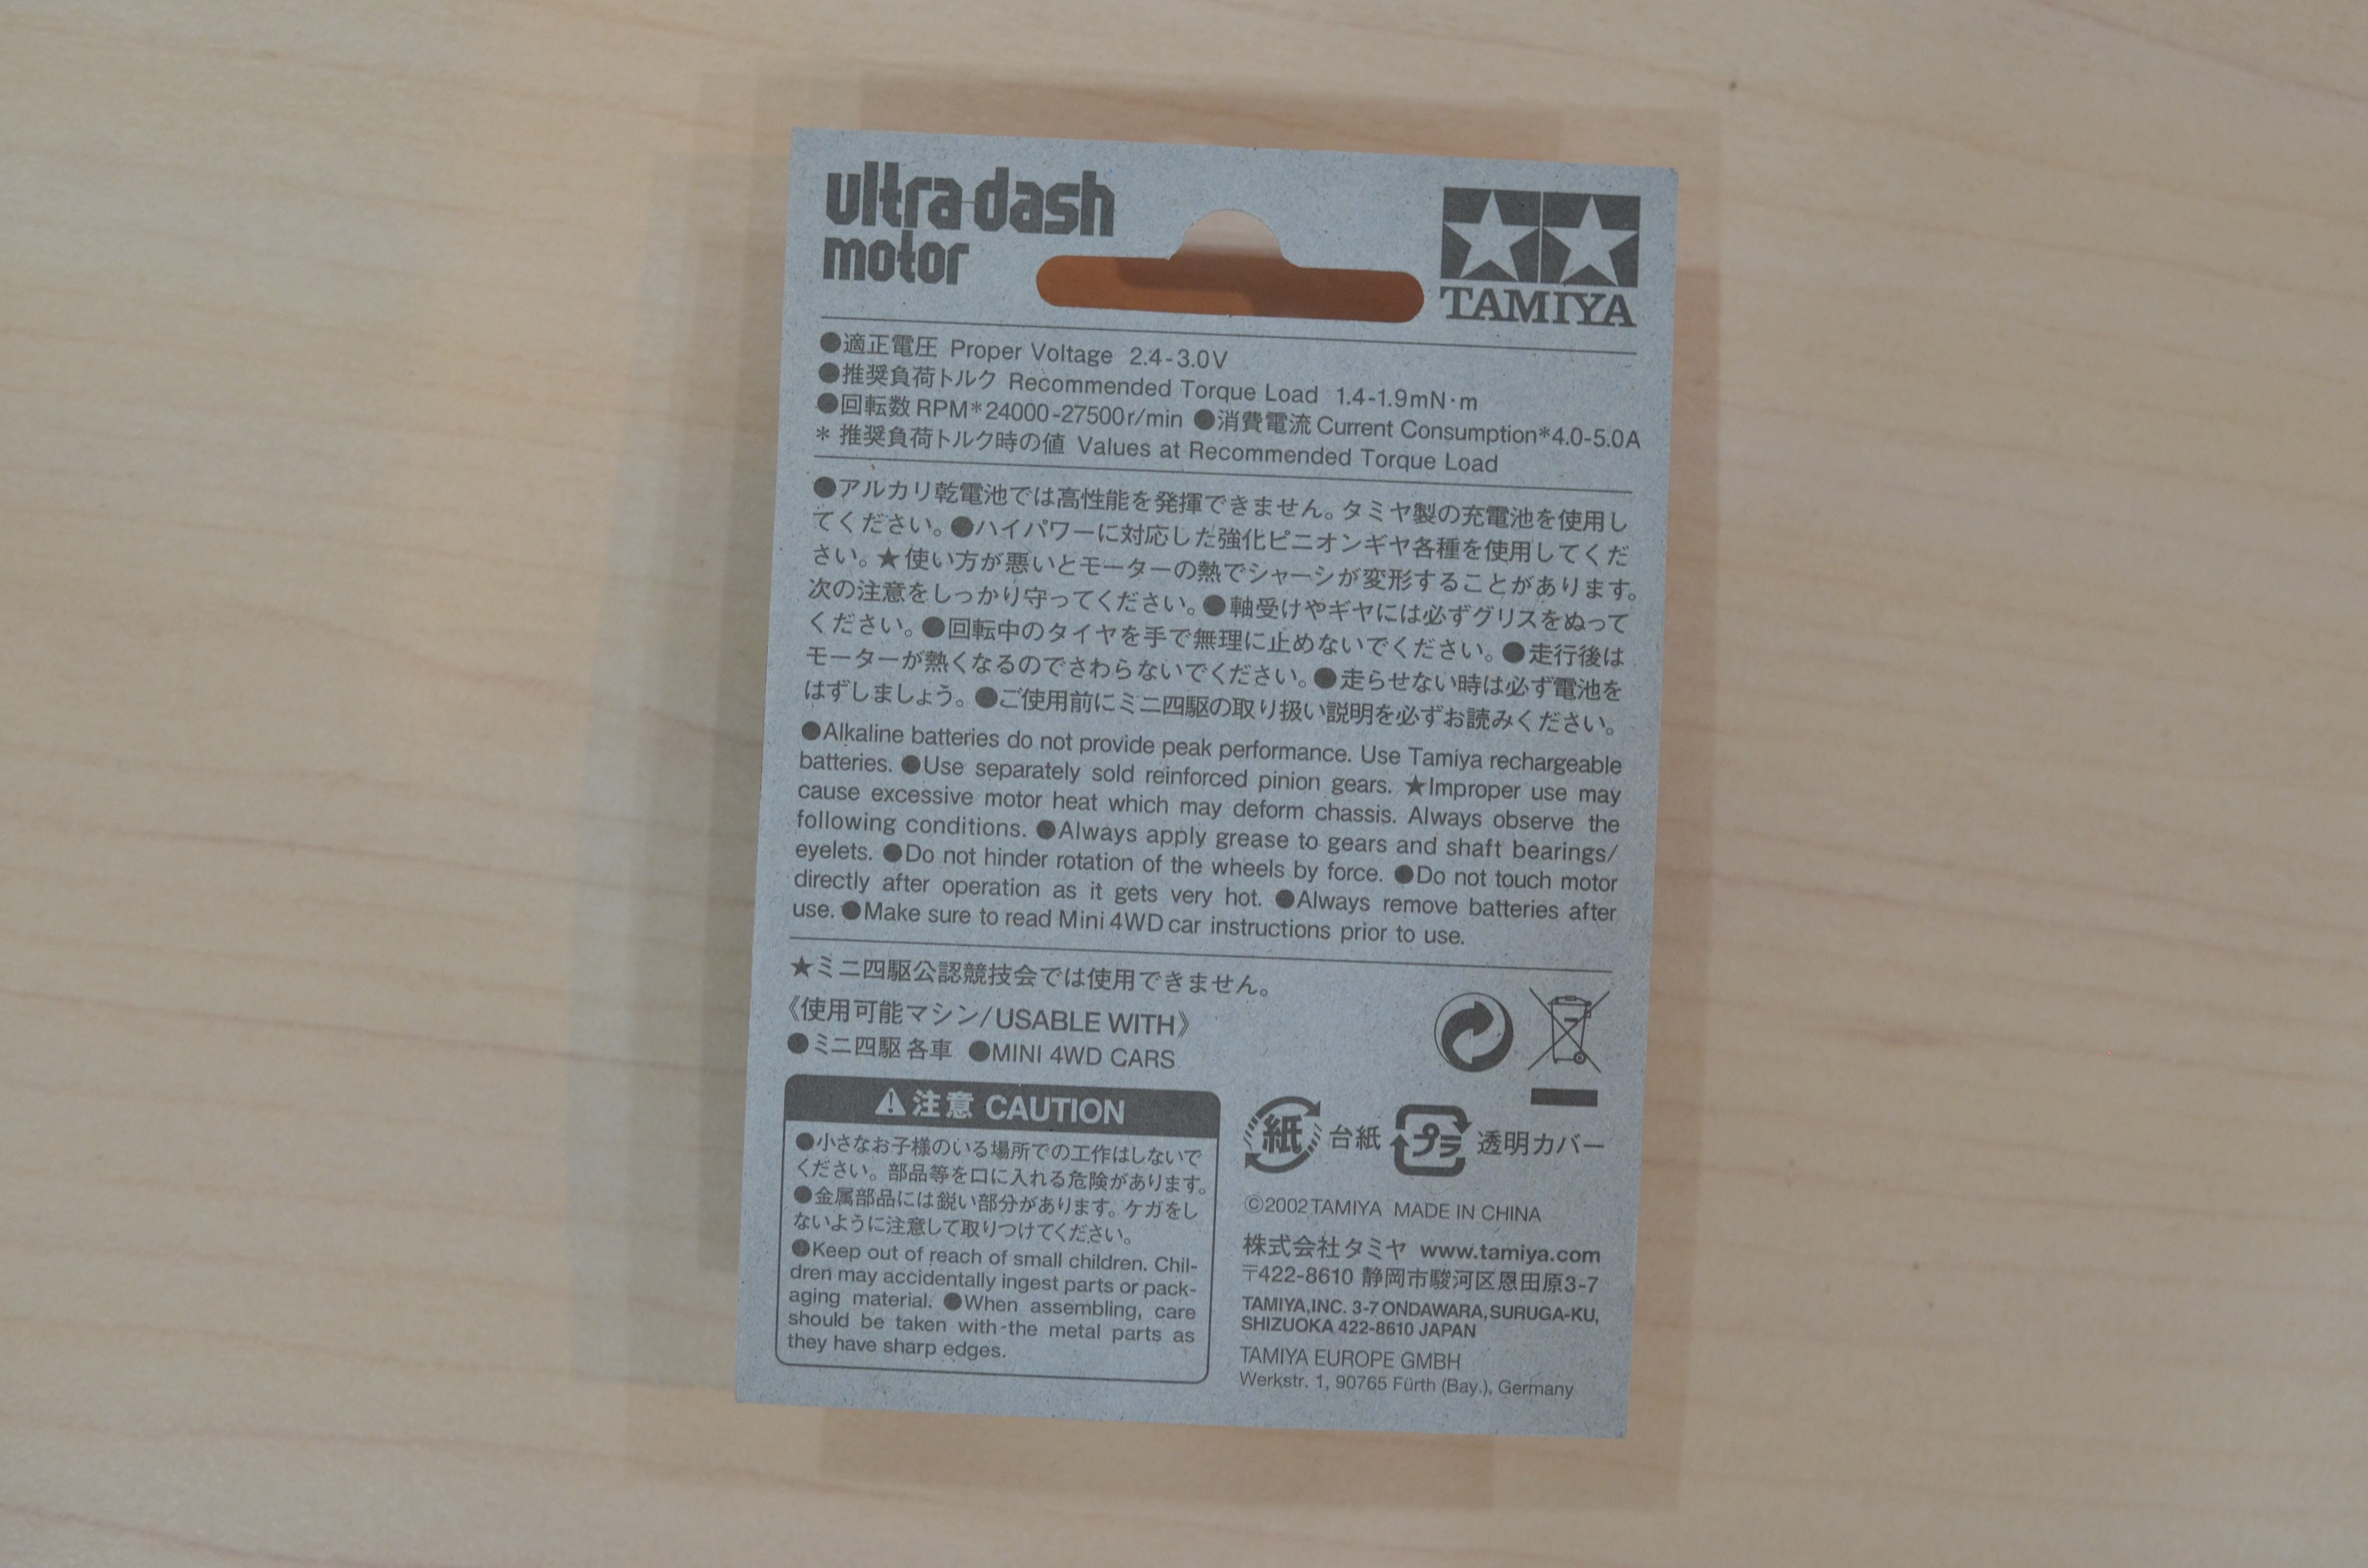 ultra dash
motor
TAMIYA
●適正電圧 Proper Voltage 2.4-3.0V
●推奨負荷トルク Recommended Torque Load 1.4-1.9mN·m
●回転数 RPM*24000-27500r/min ●消費電流 Current Consumption*4.0-5.0A
* 推奨負荷トルク時の値 Values at Recommended Torque Load
●アルカリ乾電池では高性能を発揮できません。タミヤ製の充電池を使用し
てください。●ハイパワーに対応した強化ピニオンギヤ各種を使用してくだ
さい。★使い方が悪いとモーターの熱でシャーシが変形することがあります。
次の注意をしっかり守ってください。●軸受けやギヤには必ずグリスをぬって
ください。●回転中のタイヤを手で無理に止めないでください。●走行後は
モーターが熱くなるのでさわらないでください。●走らせない時は必ず電池を
はずしましょう。●ご使用前にミニ四駆の取り扱い説明を必ずお読みください。
●Alkaline batteries do not provide peak performance. Use Tamiya rechargeable
batteries. ●Use separately sold reinforced pinion gears. ★Improper use may
cause excessive motor heat which may deform chassis. Always observe the
following conditions. ●Always apply grease to gears and shaft bearings/
eyelets. ●Do not hinder rotation of the wheels by force. ●Do not touch motor
directly after operation as it gets very hot. ●Always remove batteries after
use. ●Make sure to read Mini 4WD car instructions prior to use.
★ミニ四駆公認競技会では使用できません。
《使用可能マシン/USABLE WITH》
●ミニ四駆各車 ●MINI 4WD CARS
注意 CAUTION
●小さなお子様のいる場所での工作はしないで
ください。部品等を口に入れる危険があります。
●金属部品には鋭い部分があります。ケガをし
ないように注意して取りつけてください。
●Keep out of reach of small children. Chil-
dren may accidentally ingest parts or pack-
aging material. ●When assembling, care
should be taken with the metal parts as
they have sharp edges.
紙 台紙 プラ 透明カバー
©2002 TAMIYA MADE IN CHINA
株式会社タミヤ www.tamiya.com
〒422-8610 静岡市駿河区恩田原3-7
TAMIYA,INC. 3-7 ONDAWARA, SURUGA-KU,
SHIZUOKA 422-8610 JAPAN
TAMIYA EUROPE GMBH
Werkstr. 1, 90765 Fürth (Bay.), Germany